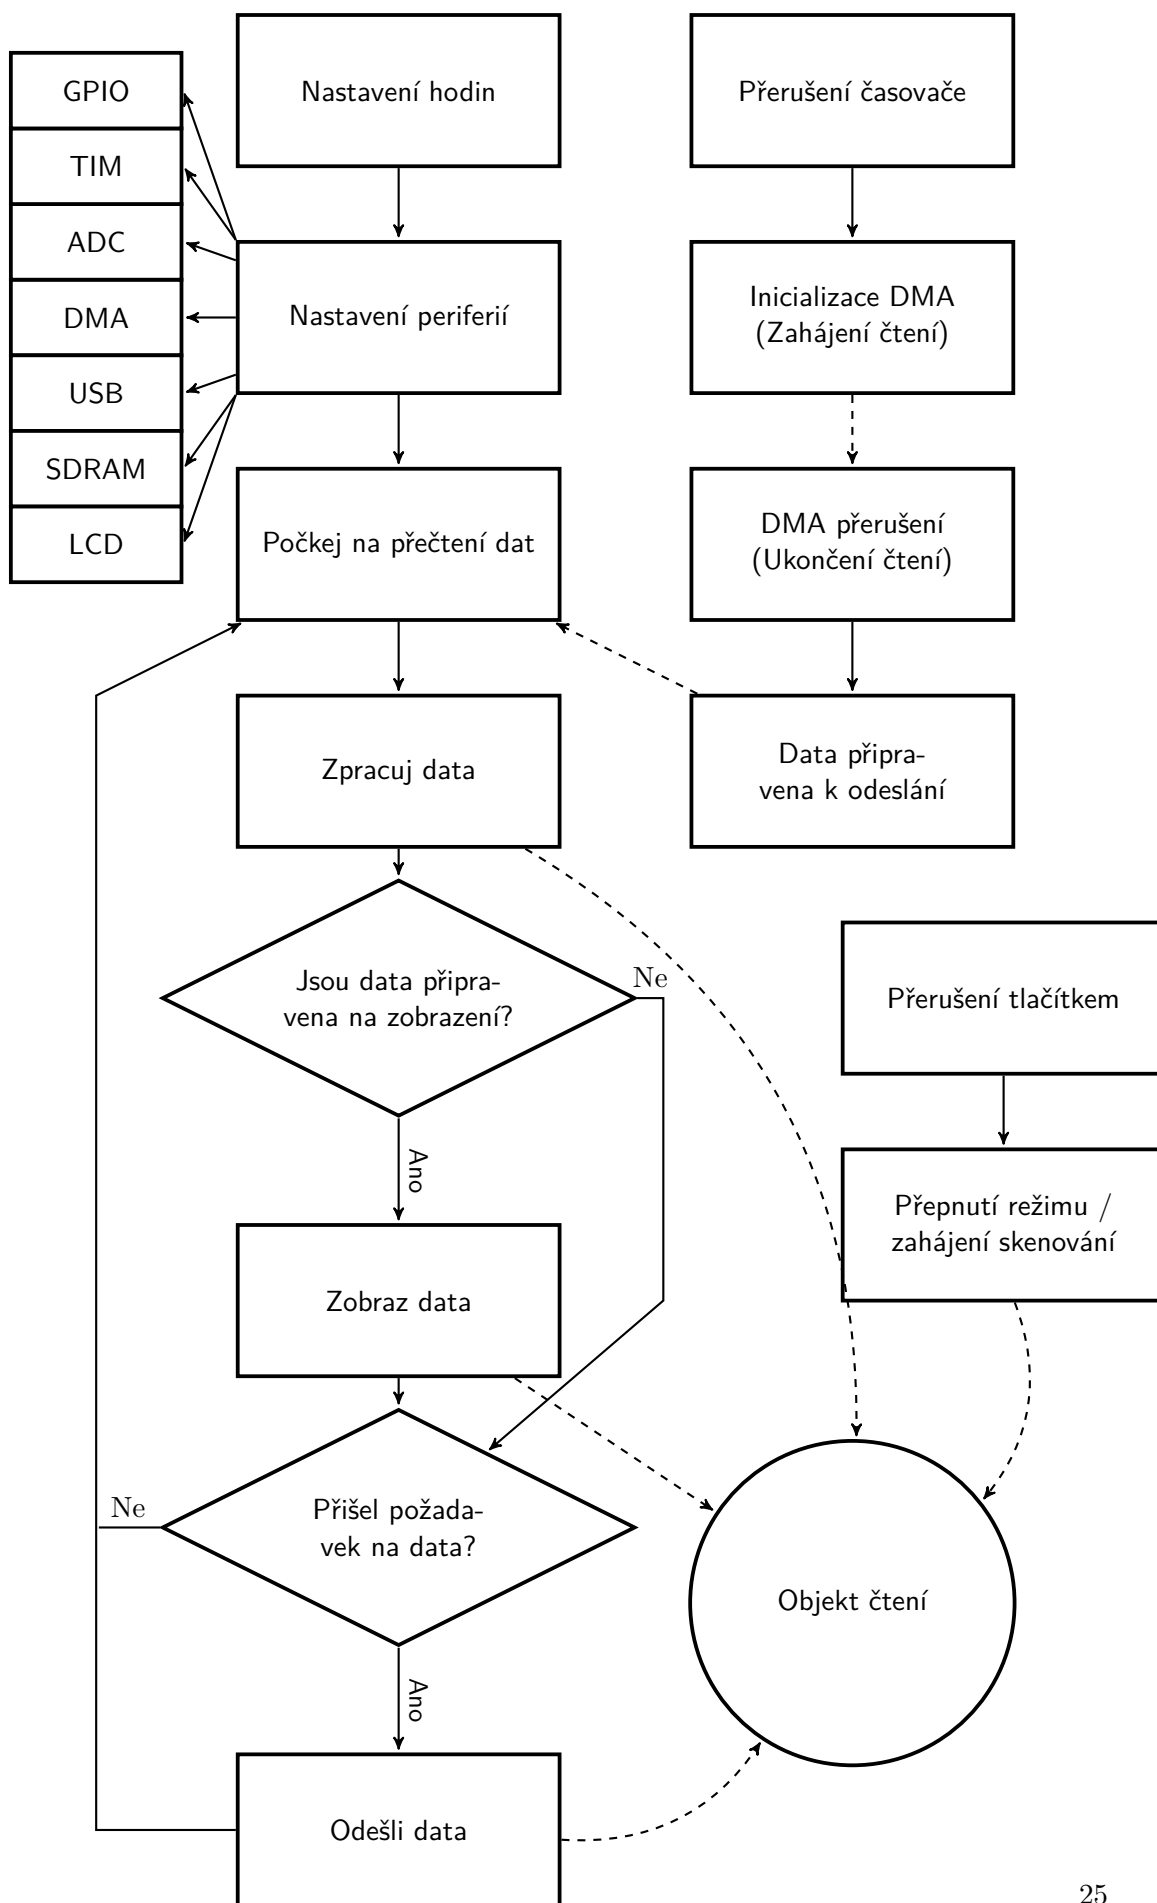 GPIO
TIM
ADC
DMA
USB
SDRAM
LCD
Nastavení hodin
Nastavení periferií
Počkej na přečtení dat
Zpracuj data
Jsou data připra-
vena na zobrazení?
Ne
Ano
Zobraz data
Přišel požada-
vek na data?
Ne
Ano
Odešli data
Přerušení časovače
Inicializace DMA
(Zahájení čtení)
DMA přerušení
(Ukončení čtení)
Data připra-
vena k odeslání
Přerušení tlačítkem
Přepnutí režimu /
zahájení skenování
Objekt čtení
25